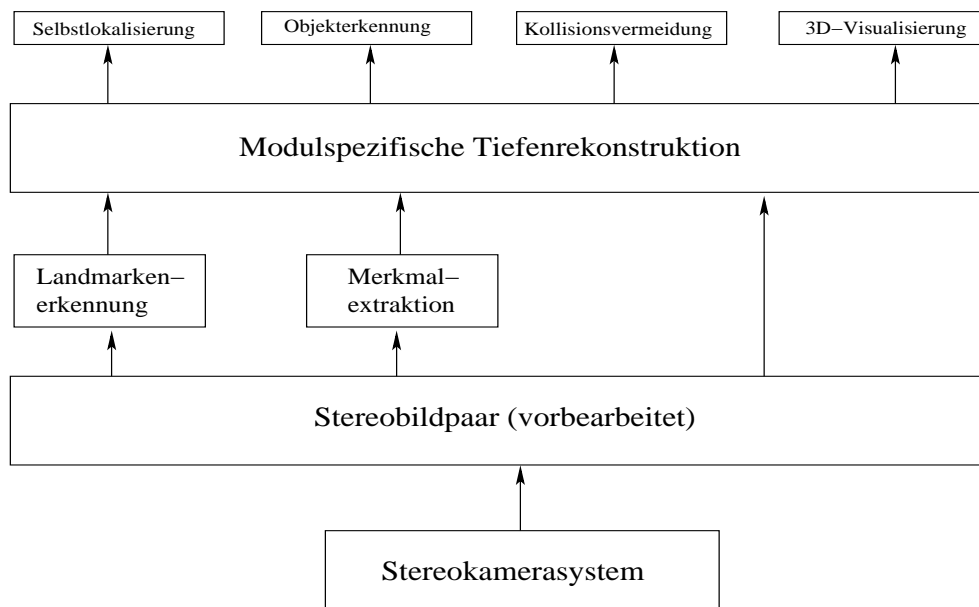 Selbstlokalisierung
Objekterkennung
Kollisionsvermeidung
3D−Visualisierung
Modulspezifische Tiefenrekonstruktion
Landmarken−
erkennung
Merkmal−
extraktion
Stereobildpaar (vorbearbeitet)
Stereokamerasystem